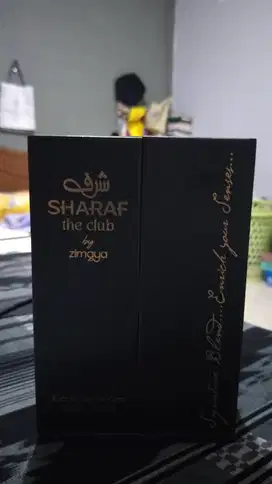 شرف
SHARAF
the club
by
zimaya
Signature Blend....Enrich your Senses...